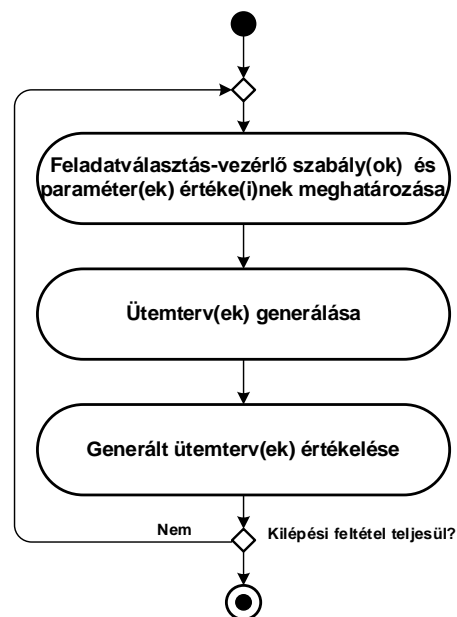 Feladatválasztás-vezérlő szabály(ok) és
paraméter(ek) értéke(i)nek meghatározása
Ütemterv(ek) generálása
Generált ütemterv(ek) értékelése
Nem
Kilépési feltétel teljesül?